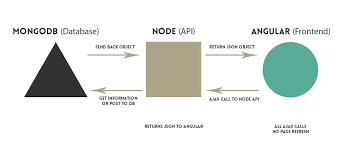 MONGODB (Database)
NODE (API)
ANGULAR (Frontend)
SEND BACK OBJECT
RETURN JSON OBJECT
GET INFORMATION
OR POST TO DB
AJAX CALL TO NODE API
RETURNS JSON TO ANGULAR
ALL AJAX CALLS
NO PAGE REFRESH